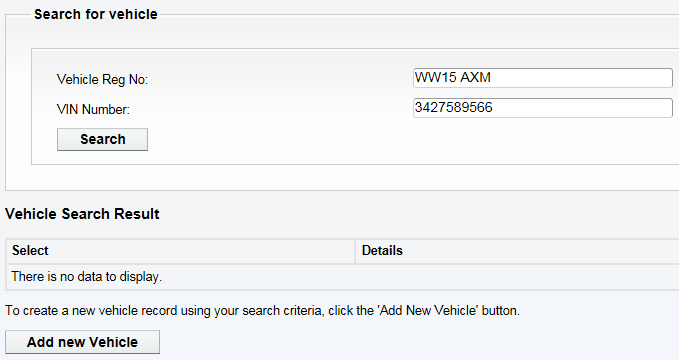 Search for vehicle
Vehicle Reg No: WW15 AXM
VIN Number: 3427589566
Search
Vehicle Search Result
Select Details
There is no data to display.
To create a new vehicle record using your search criteria, click the 'Add New Vehicle' button.
Add new Vehicle